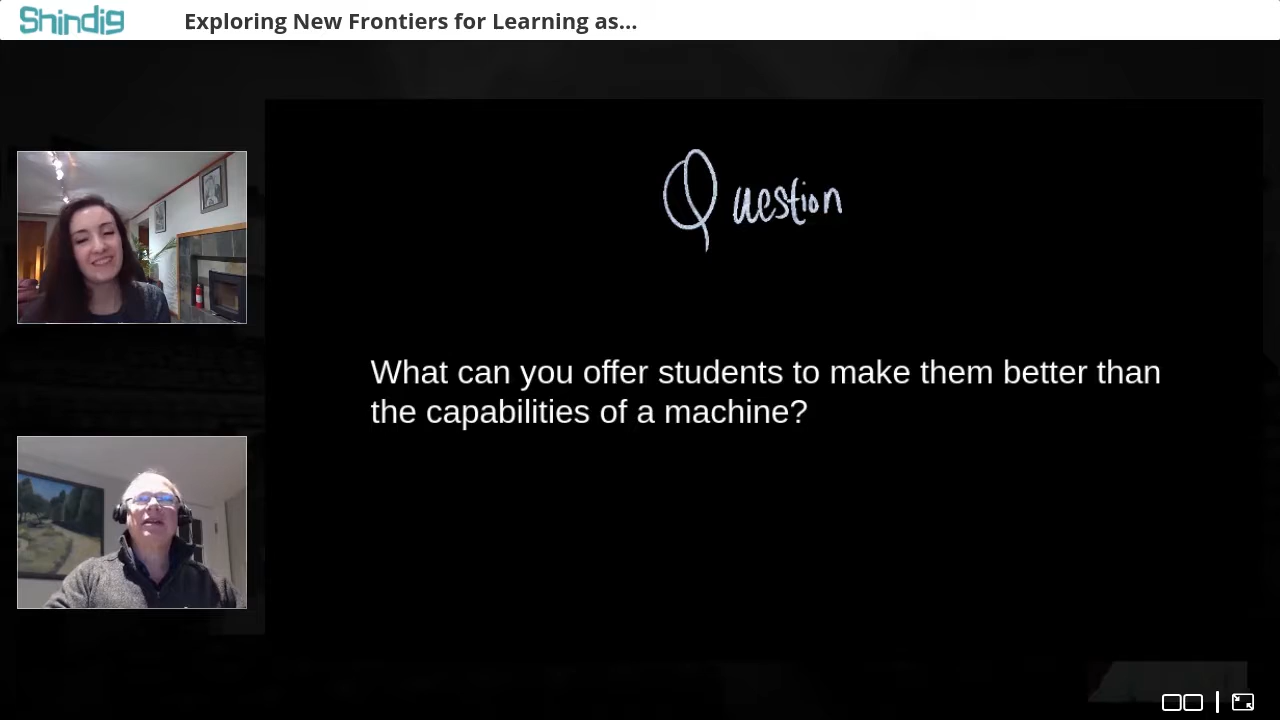 Shindig
Exploring New Frontiers for Learning as...
Question
What can you offer students to make them better than
the capabilities of a machine?